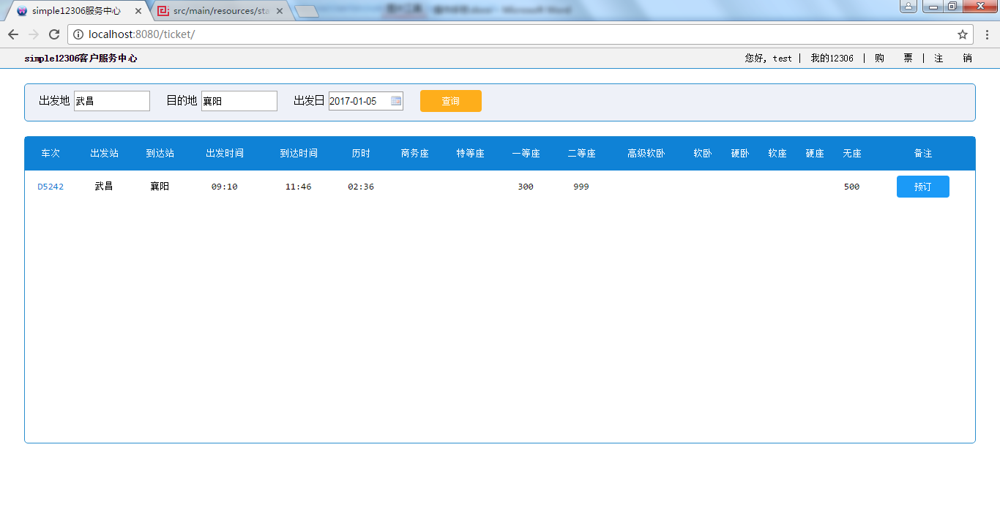 simple12306服务中心
src/main/resources/sta
localhost:8080/ticket/
simple12306客户服务中心 您好, test | 我的12306 | 购 票 | 注 销
出发地 武昌 目的地 襄阳 出发日 2017-01-05 查询
车次 出发站 到达站 出发时间 到达时间 历时 商务座 特等座 一等座 二等座 高级软卧 软卧 硬卧 软座 硬座 无座 备注
D5242 武昌 襄阳 09:10 11:46 02:36 300 999 500 预订